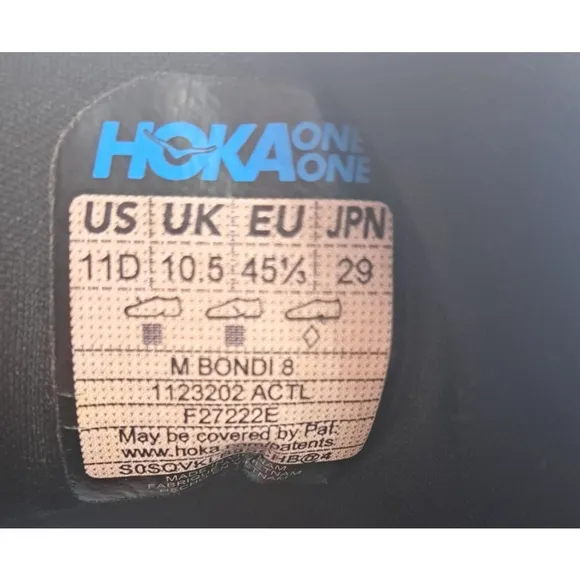 HOKA ONE ONE
US UK EU JPN
11D 10.5 45⅓ 29
M BONDI 8
1123202 ACTL
F27222E
May be covered by Pat.
www.hoka.com/patents